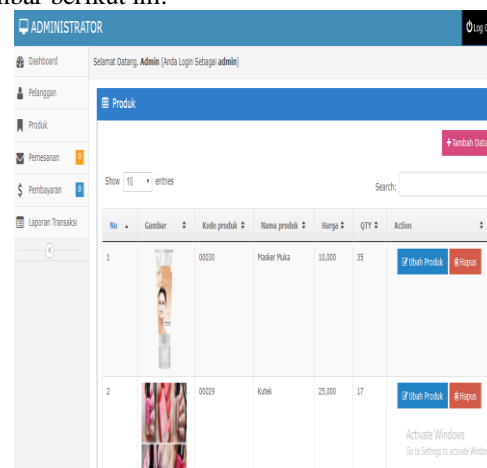 ADMINISTRATOR
Log
Dashboard
Selamat Datang, Admin (Anda Login Sebagai admin)
Pelanggan
Produk
Produk
+Tambah Data
Pemesanan 0
Show 10 entries
Search:
$ Pembayaran 0
Laporan Transaksi
No Gambar Kode produk Nama produk Harga QTY Action
1 00030 Masker Muka 10,000 35 Ubah Produk Hapus
2 00029 Kutek 25,000 17 Ubah Produk Hapus
Activate Windows
Go to Settings to activate